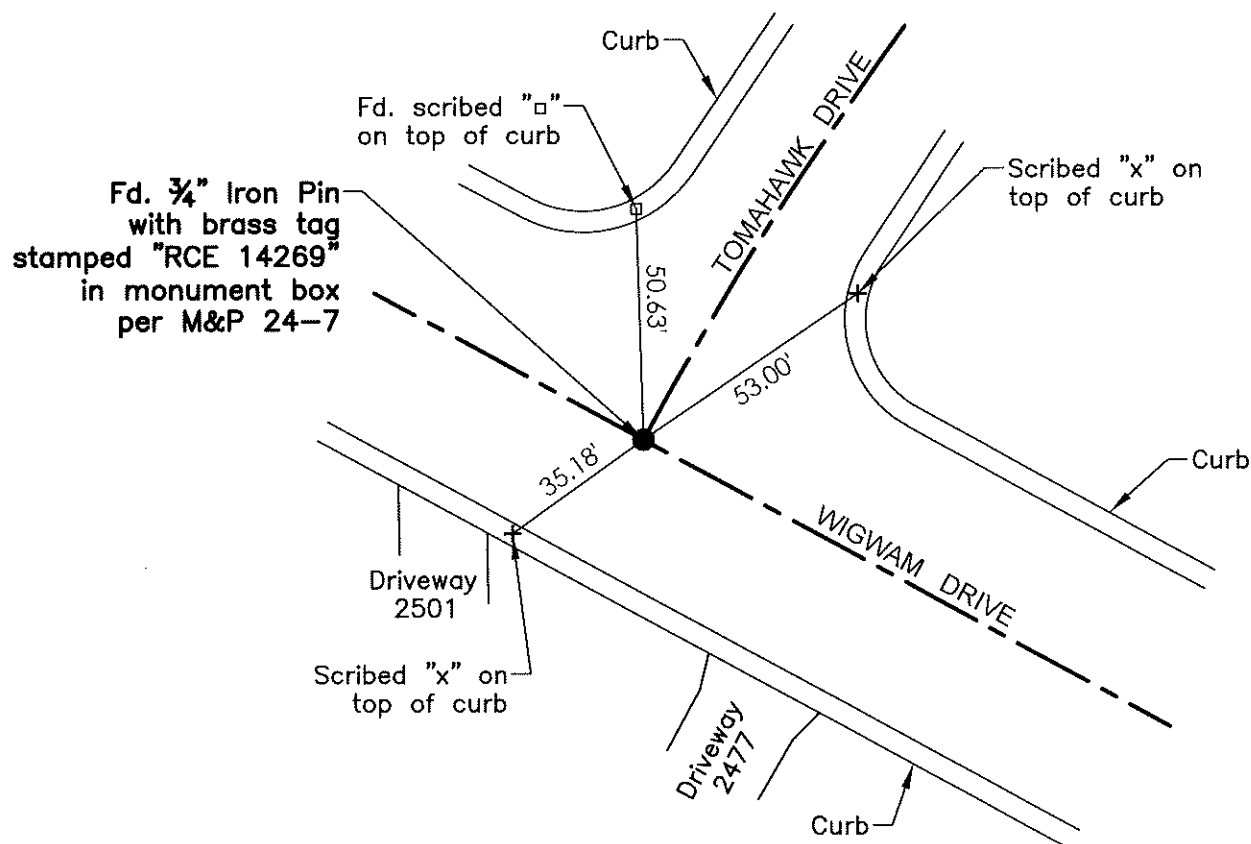 Curb
Fd. scribed "□"
on top of curb
TOMAHAWK DRIVE
Scribed "x" on
top of curb
Fd. ¾" Iron Pin
with brass tag
stamped "RCE 14269"
in monument box
per M&P 24-7
50.63'
53.00'
35.18'
Curb
WIGWAM DRIVE
Driveway
2501
Scribed "x" on
top of curb
Driveway
2477
Curb